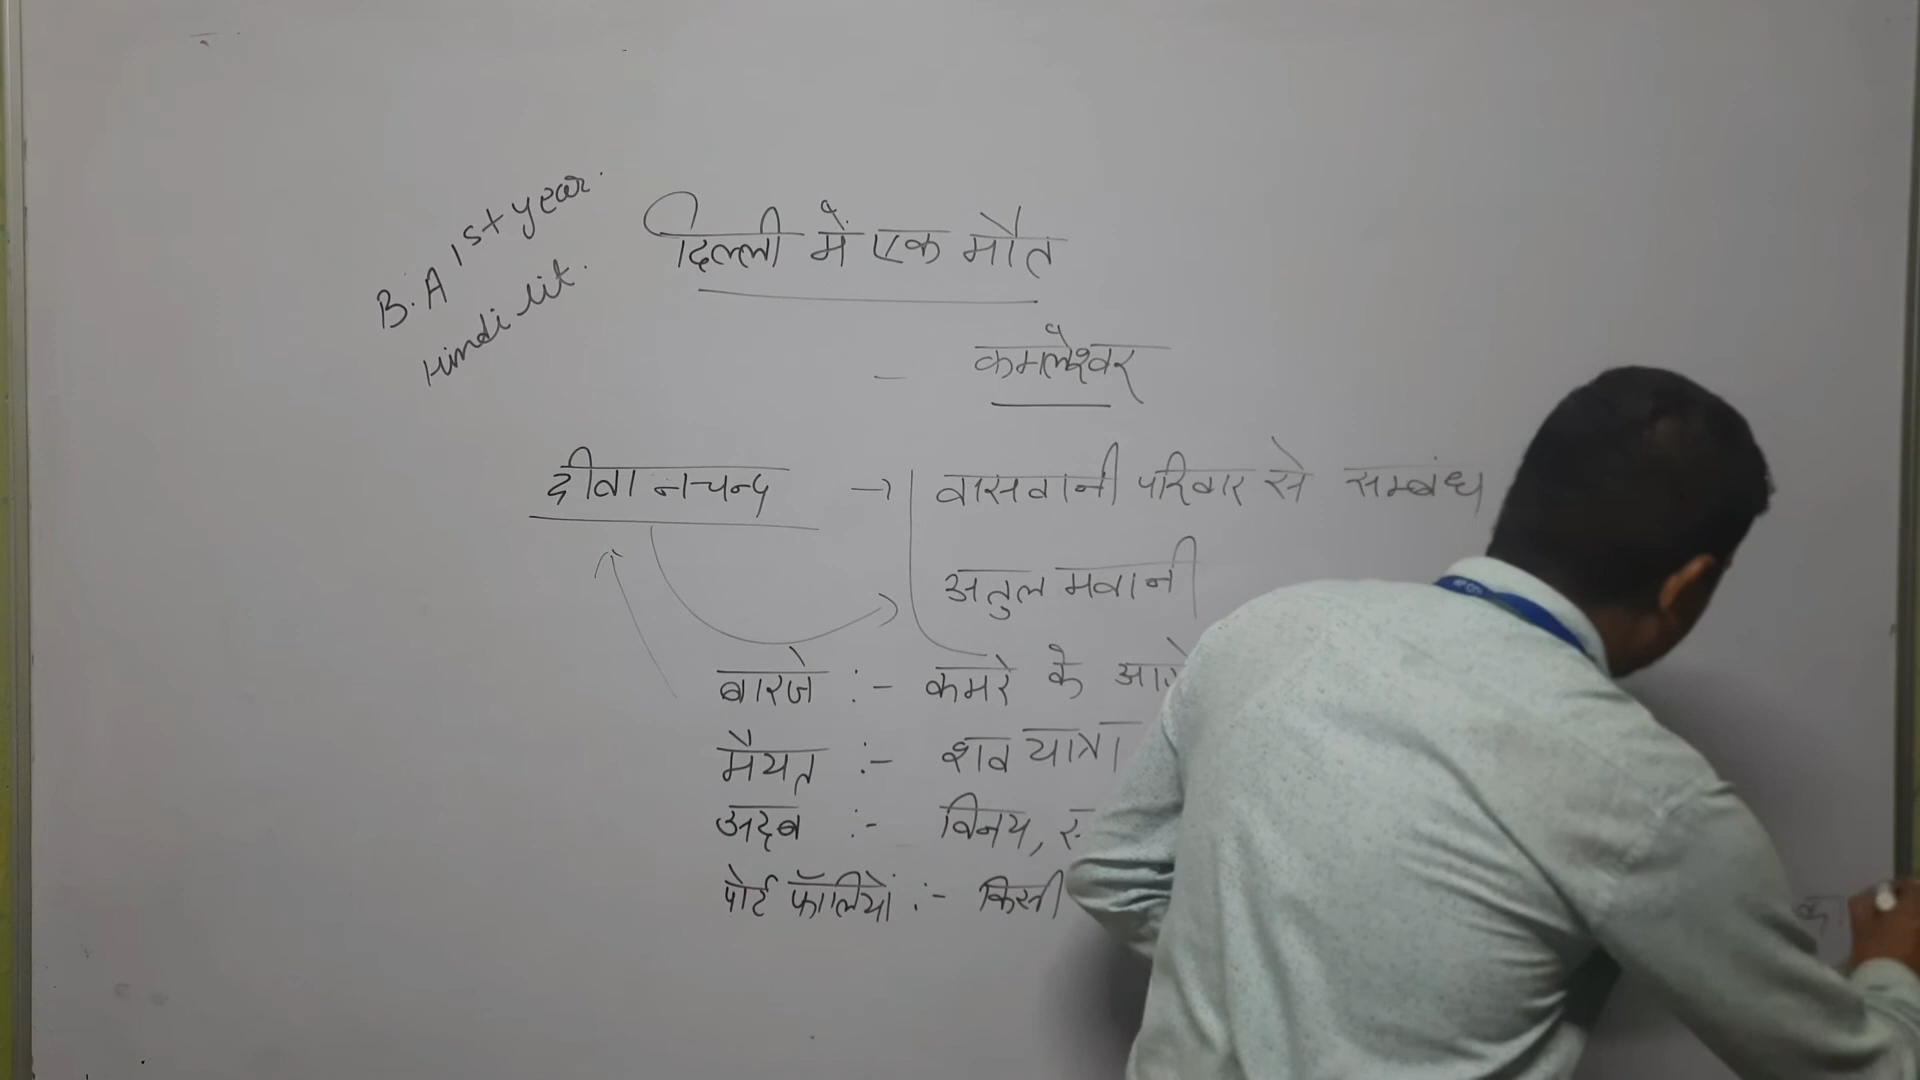 B.A 1st year.
Hindi lit.
दिल्ली में एक मौत
- कमलेश्वर
दीवानचन्द → वासवानी परिवार से सम्बंध
अतुल मवानी
बारजे :- कमरे के आगे
मैयत :- शव यात्रा
अदब :- विनय,
पोर्ट फॉलियों :- किसी